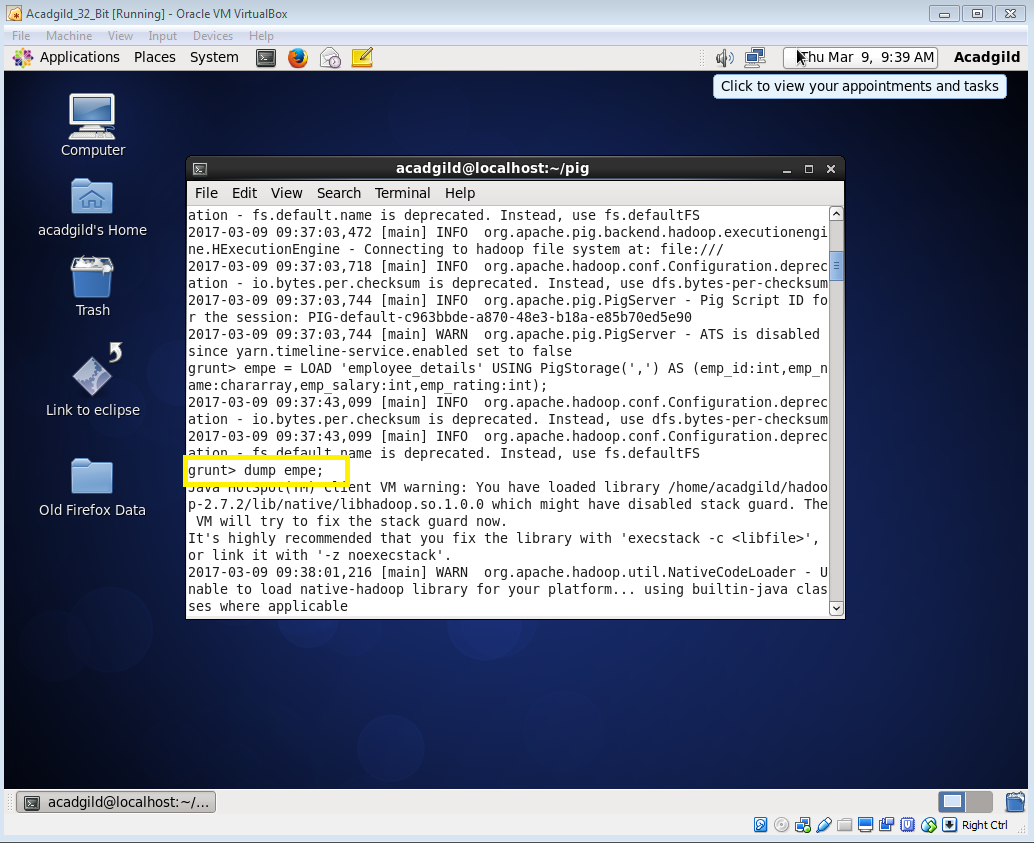 Acadgild_32_Bit [Running] - Oracle VM VirtualBox
File Machine View Input Devices Help
Applications Places System
Thu Mar 9, 9:39 AM Acadgild
Click to view your appointments and tasks
Computer
acadgild's Home
Trash
Link to eclipse
Old Firefox Data
acadgild@localhost:~/pig
File Edit View Search Terminal Help
ation - fs.default.name is deprecated. Instead, use fs.defaultFS
2017-03-09 09:37:03,472 [main] INFO  org.apache.pig.backend.hadoop.executionengi
ne.HExecutionEngine - Connecting to hadoop file system at: file:///
2017-03-09 09:37:03,718 [main] INFO  org.apache.hadoop.conf.Configuration.deprec
ation - io.bytes.per.checksum is deprecated. Instead, use dfs.bytes-per-checksum
2017-03-09 09:37:03,744 [main] INFO  org.apache.pig.PigServer - Pig Script ID fo
r the session: PIG-default-c963bbde-a870-48e3-b18a-e85b70ed5e90
2017-03-09 09:37:03,744 [main] WARN  org.apache.pig.PigServer - ATS is disabled
since yarn.timeline-service.enabled set to false
grunt> empe = LOAD 'employee_details' USING PigStorage(',') AS (emp_id:int,emp_n
ame:chararray,emp_salary:int,emp_rating:int);
2017-03-09 09:37:43,099 [main] INFO  org.apache.hadoop.conf.Configuration.deprec
ation - io.bytes.per.checksum is deprecated. Instead, use dfs.bytes-per-checksum
2017-03-09 09:37:43,099 [main] INFO  org.apache.hadoop.conf.Configuration.deprec
ation - fs.default.name is deprecated. Instead, use fs.defaultFS
grunt> dump empe;
Java HotSpot(TM) Client VM warning: You have loaded library /home/acadgild/hadoo
p-2.7.2/lib/native/libhadoop.so.1.0.0 which might have disabled stack guard. The
 VM will try to fix the stack guard now.
It's highly recommended that you fix the library with 'execstack -c <libfile>',
or link it with '-z noexecstack'.
2017-03-09 09:38:01,216 [main] WARN  org.apache.hadoop.util.NativeCodeLoader - U
nable to load native-hadoop library for your platform... using builtin-java clas
ses where applicable
acadgild@localhost:~/...
Right Ctrl